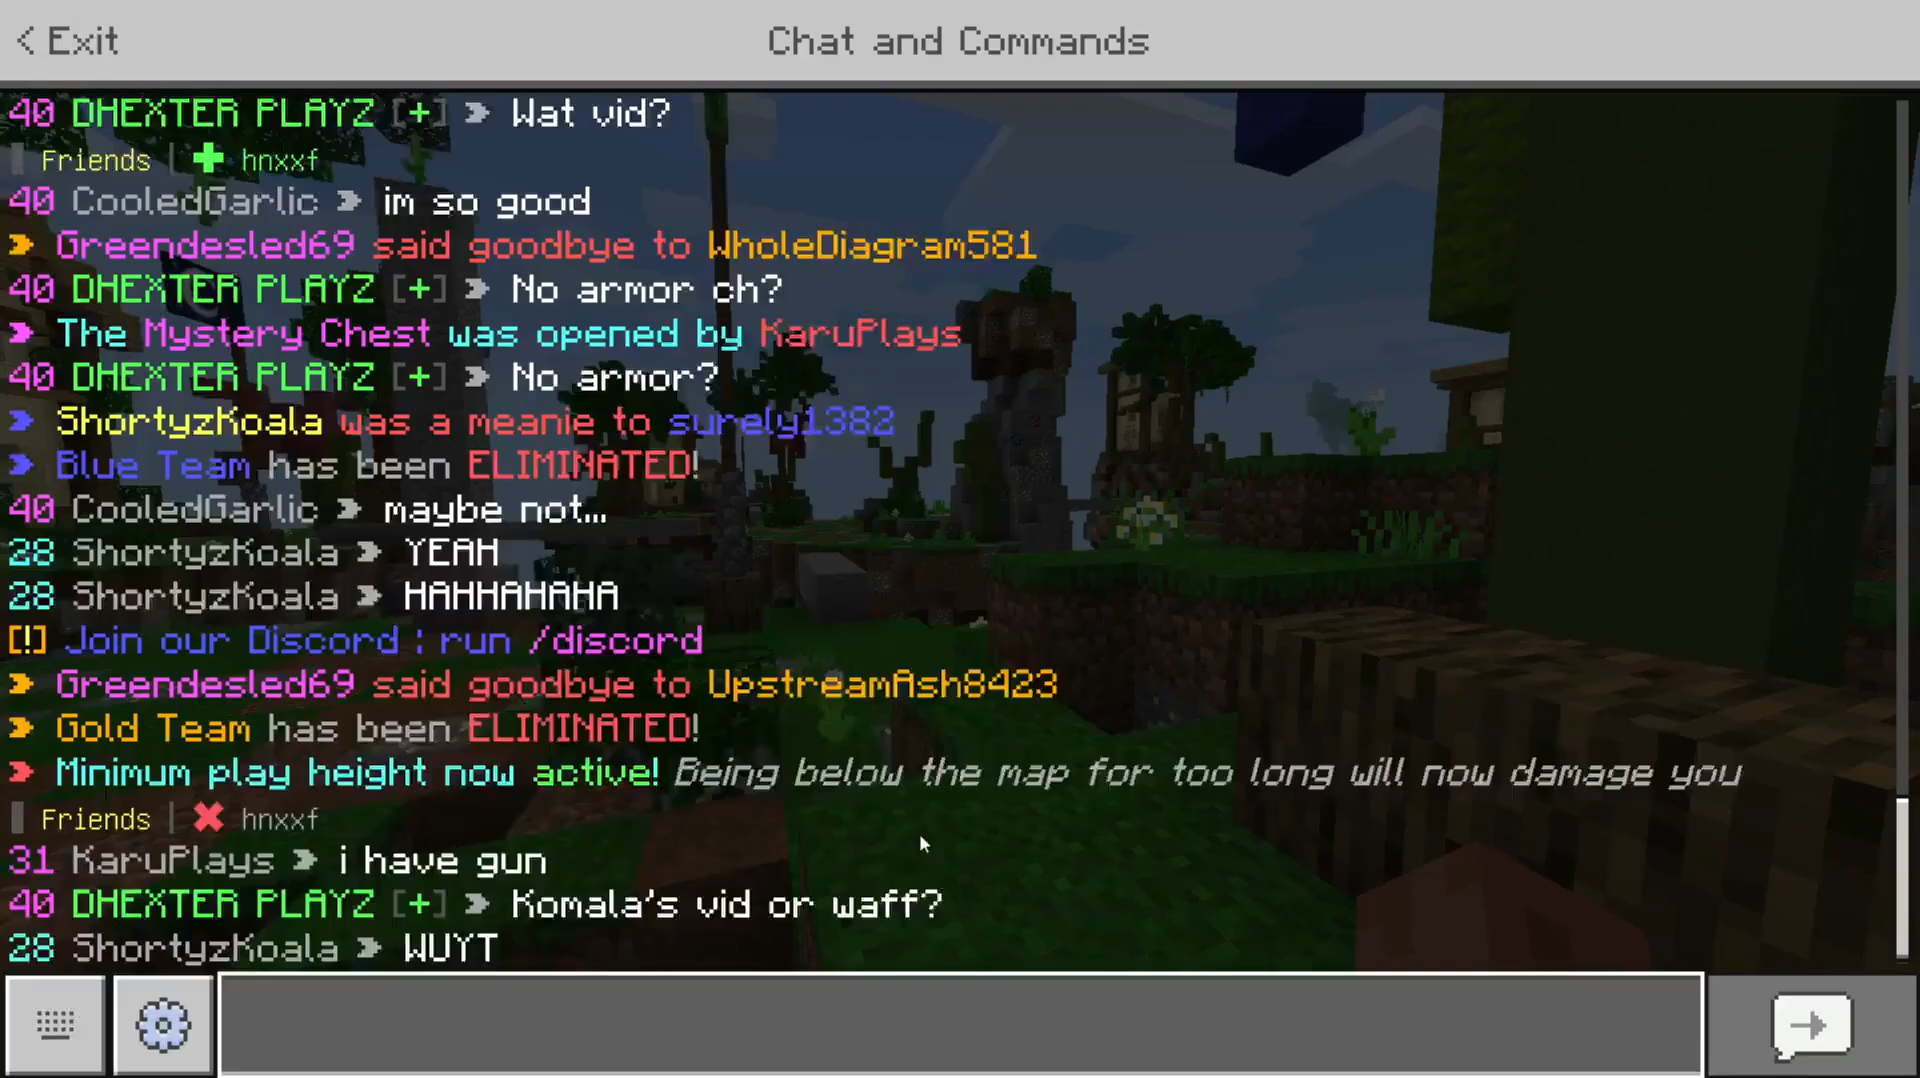 < Exit
Chat and Commands
40 DHEXTER PLAYZ [+] Wat vid?
Friends | hnxxf
40 CooledGarlic im so good
Greendesled69 said goodbye to WholeDiagram581
40 DHEXTER PLAYZ [+] No armor ch?
The Mystery Chest was opened by KaruPlays
40 DHEXTER PLAYZ [+] No armor?
ShortyzKoala was a meanie to surely1382
Blue Team has been ELIMINATED!
40 CooledGarlic maybe not...
28 ShortyzKoala YEAH
28 ShortyzKoala HAHHAHAHA
[!] Join our Discord : run /discord
Greendesled69 said goodbye to UpstreamAsh8423
Gold Team has been ELIMINATED!
Minimum play height now active! Being below the map for too long will now damage you
Friends | hnxxf
31 KaruPlays i have gun
40 DHEXTER PLAYZ [+] Komala's vid or waff?
28 ShortyzKoala WUYT